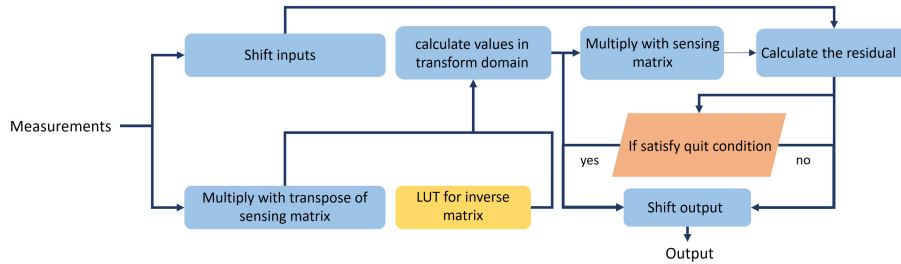 Shift inputs
calculate values in
transform domain
Multiply with sensing
matrix
Calculate the residual
Measurements
If satisfy quit condition
yes
no
Multiply with transpose of
sensing matrix
LUT for inverse
matrix
Shift output
Output